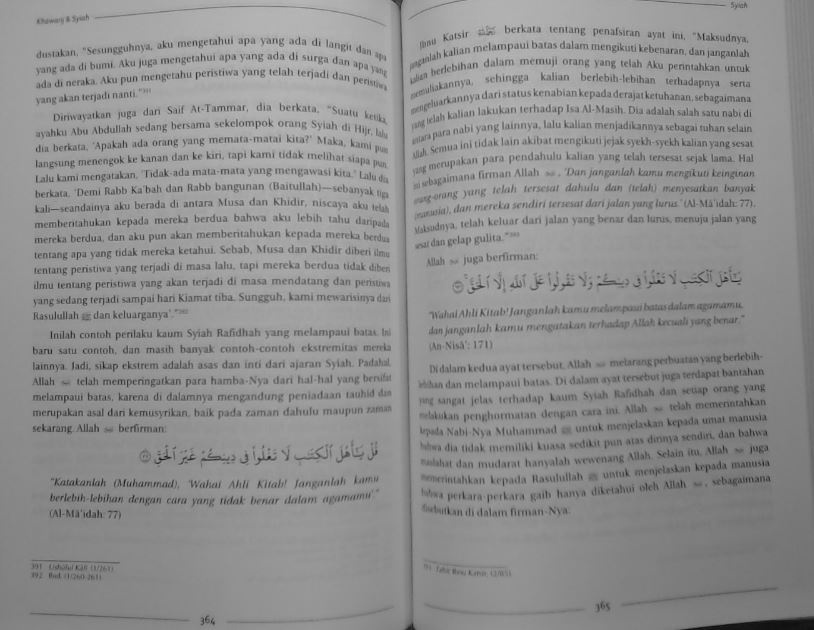 Khawarij & Syiah
dustakan, "Sesungguhnya, aku mengetahui apa yang ada di langit dan apa
yang ada di bumi. Aku juga mengetahui apa yang ada di surga dan apa yang
ada di neraka. Aku pun mengetahu peristiwa yang telah terjadi dan peristiwa
yang akan terjadi nanti."³⁹¹
Diriwayatkan juga dari Saif At-Tammar, dia berkata, "Suatu ketika,
ayahku Abu Abdullah sedang bersama sekelompok orang Syiah di Hijr, lalu
dia berkata, 'Apakah ada orang yang memata-matai kita?' Maka, kami pun
langsung menengok ke kanan dan ke kiri, tapi kami tidak melihat siapa pun.
Lalu kami mengatakan, 'Tidak-ada mata-mata yang mengawasi kita.' Lalu dia
berkata, 'Demi Rabb Ka'bah dan Rabb bangunan (Baitullah)—sebanyak tiga
kali—seandainya aku berada di antara Musa dan Khidir, niscaya aku telah
memberitahukan kepada mereka berdua bahwa aku lebih tahu daripada
mereka berdua, dan aku pun akan memberitahukan kepada mereka berdua
tentang apa yang tidak mereka ketahui. Sebab, Musa dan Khidir diberi ilmu
tentang peristiwa yang terjadi di masa lalu, tapi mereka berdua tidak diberi
ilmu tentang peristiwa yang akan terjadi di masa mendatang dan peristiwa
yang sedang terjadi sampai hari Kiamat tiba. Sungguh, kami mewarisinya dari
Rasulullah ﷺ dan keluarganya'."³⁹²
Inilah contoh perilaku kaum Syiah Rafidhah yang melampaui batas. Ini
baru satu contoh, dan masih banyak contoh-contoh ekstremitas mereka
lainnya. Jadi, sikap ekstrem adalah asas dan inti dari ajaran Syiah. Padahal,
Allah telah memperingatkan para hamba-Nya dari hal-hal yang bersifat
melampaui batas, karena di dalamnya mengandung peniadaan tauhid dan
merupakan asal dari kemusyrikan, baik pada zaman dahulu maupun zaman
sekarang. Allah berfirman:
قُلْ يَـٰٓأَهْلَ ٱلْكِتَـٰبِ لَا تَغْلُوا۟ فِى دِينِكُمْ غَيْرَ ٱلْحَقِّ ۝٧٧
"Katakanlah (Muhammad), 'Wahai Ahli Kitab! Janganlah kamu
berlebih-lebihan dengan cara yang tidak benar dalam agamamu'."
(Al-Mâ'idah: 77)
391 Ushûlul Kâfi (1/261).
392 Ibid. (1/260-261).
364
Syiah
Ibnu Katsir رحمه الله berkata tentang penafsiran ayat ini, "Maksudnya,
janganlah kalian melampaui batas dalam mengikuti kebenaran, dan janganlah
kalian berlebihan dalam memuji orang yang telah Aku perintahkan untuk
memuliakannya, sehingga kalian berlebih-lebihan terhadapnya serta
mengeluarkannya dari status kenabian kepada derajat ketuhanan, sebagaimana
yang telah kalian lakukan terhadap Isa Al-Masih. Dia adalah salah satu nabi di
antara para nabi yang lainnya, lalu kalian menjadikannya sebagai tuhan selain
Allah. Semua ini tidak lain akibat mengikuti jejak syekh-syekh kalian yang sesat
yang merupakan para pendahulu kalian yang telah tersesat sejak lama. Hal
ini sebagaimana firman Allah , 'Dan janganlah kamu mengikuti keinginan
orang-orang yang telah tersesat dahulu dan (telah) menyesatkan banyak
(manusia), dan mereka sendiri tersesat dari jalan yang lurus.' (Al-Mâ'idah: 77).
Maksudnya, telah keluar dari jalan yang benar dan lurus, menuju jalan yang
sesat dan gelap gulita."³⁹³
Allah juga berfirman:
يَـٰٓأَهْلَ ٱلْكِتَـٰبِ لَا تَغْلُوا۟ فِى دِينِكُمْ وَلَا تَقُولُوا۟ عَلَى ٱللَّهِ إِلَّا ٱلْحَقَّ ۚ ۝١٧١
"Wahai Ahli Kitab! Janganlah kamu melampaui batas dalam agamamu,
dan janganlah kamu mengatakan terhadap Allah kecuali yang benar."
(An-Nisâ': 171)
Di dalam kedua ayat tersebut, Allah melarang perbuatan yang berlebih-
lebihan dan melampaui batas. Di dalam ayat tersebut juga terdapat bantahan
yang sangat jelas terhadap kaum Syiah Rafidhah dan setiap orang yang
melakukan penghormatan dengan cara ini. Allah telah memerintahkan
kepada Nabi-Nya Muhammad ﷺ untuk menjelaskan kepada umat manusia
bahwa dia tidak memiliki kuasa sedikit pun atas dirinya sendiri, dan bahwa
maslahat dan mudarat hanyalah wewenang Allah. Selain itu, Allah juga
memerintahkan kepada Rasulullah ﷺ untuk menjelaskan kepada manusia
bahwa perkara-perkara gaib hanya diketahui oleh Allah , sebagaimana
disebutkan di dalam firman-Nya:
393 Tafsir Ibnu Katsir, (2/85).
365